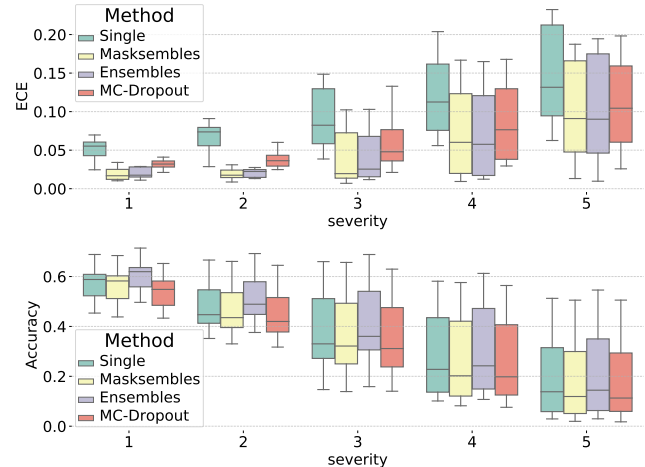 Method
Single
Masksembles
Ensembles
MC-Dropout
0.20
0.15
0.10
0.05
0.00
ECE
1 2 3 4 5
severity
0.6
0.4
0.2
0.0
Accuracy
Method
Single
Masksembles
Ensembles
MC-Dropout
1 2 3 4 5
severity